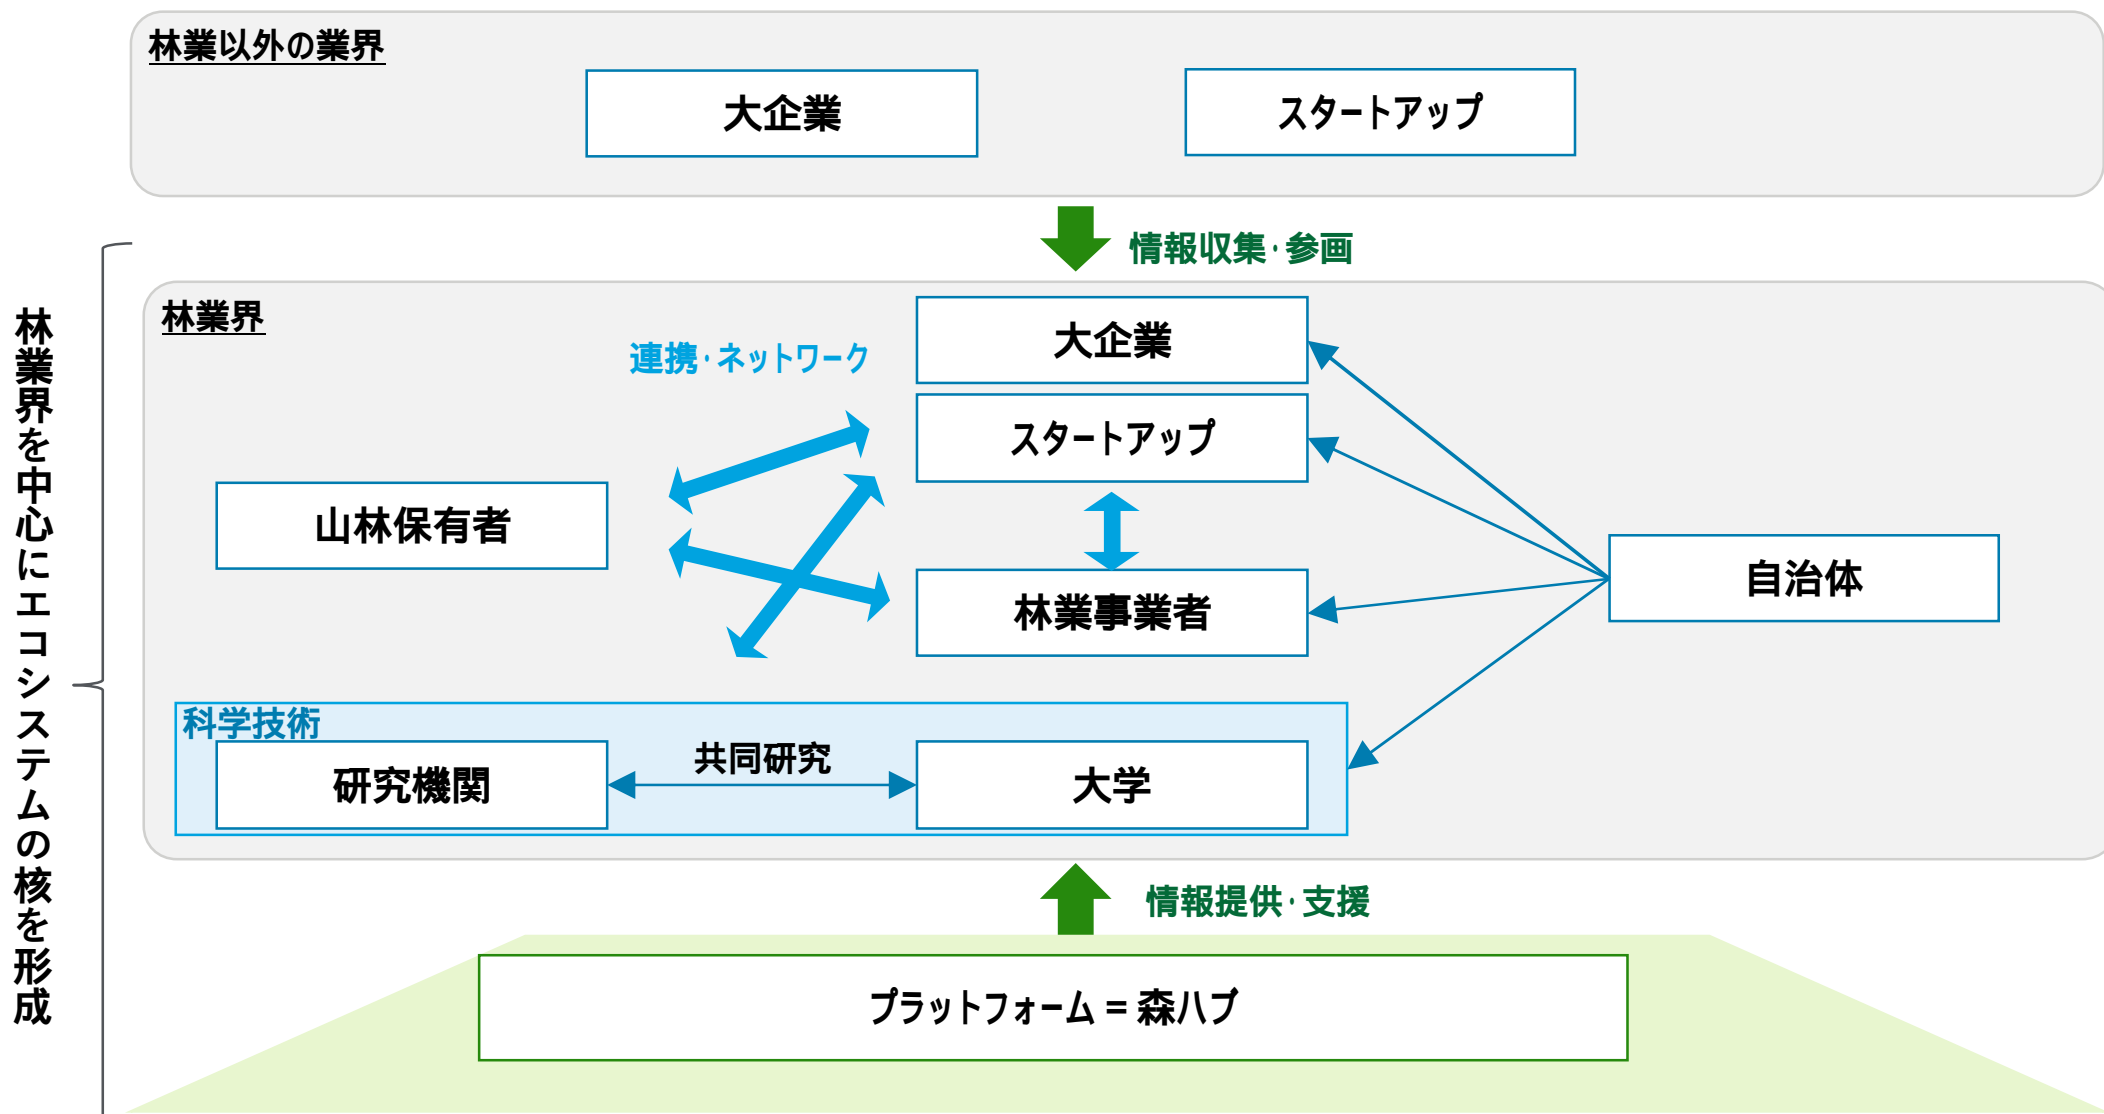 林業以外の業界
大企業
スタートアップ
情報収集・参画
林業界を中心にエコシステムの核を形成
林業界
連携・ネットワーク
大企業
スタートアップ
山林保有者
林業事業者
自治体
科学技術
研究機関
共同研究
大学
情報提供・支援
プラットフォーム = 森ハブ